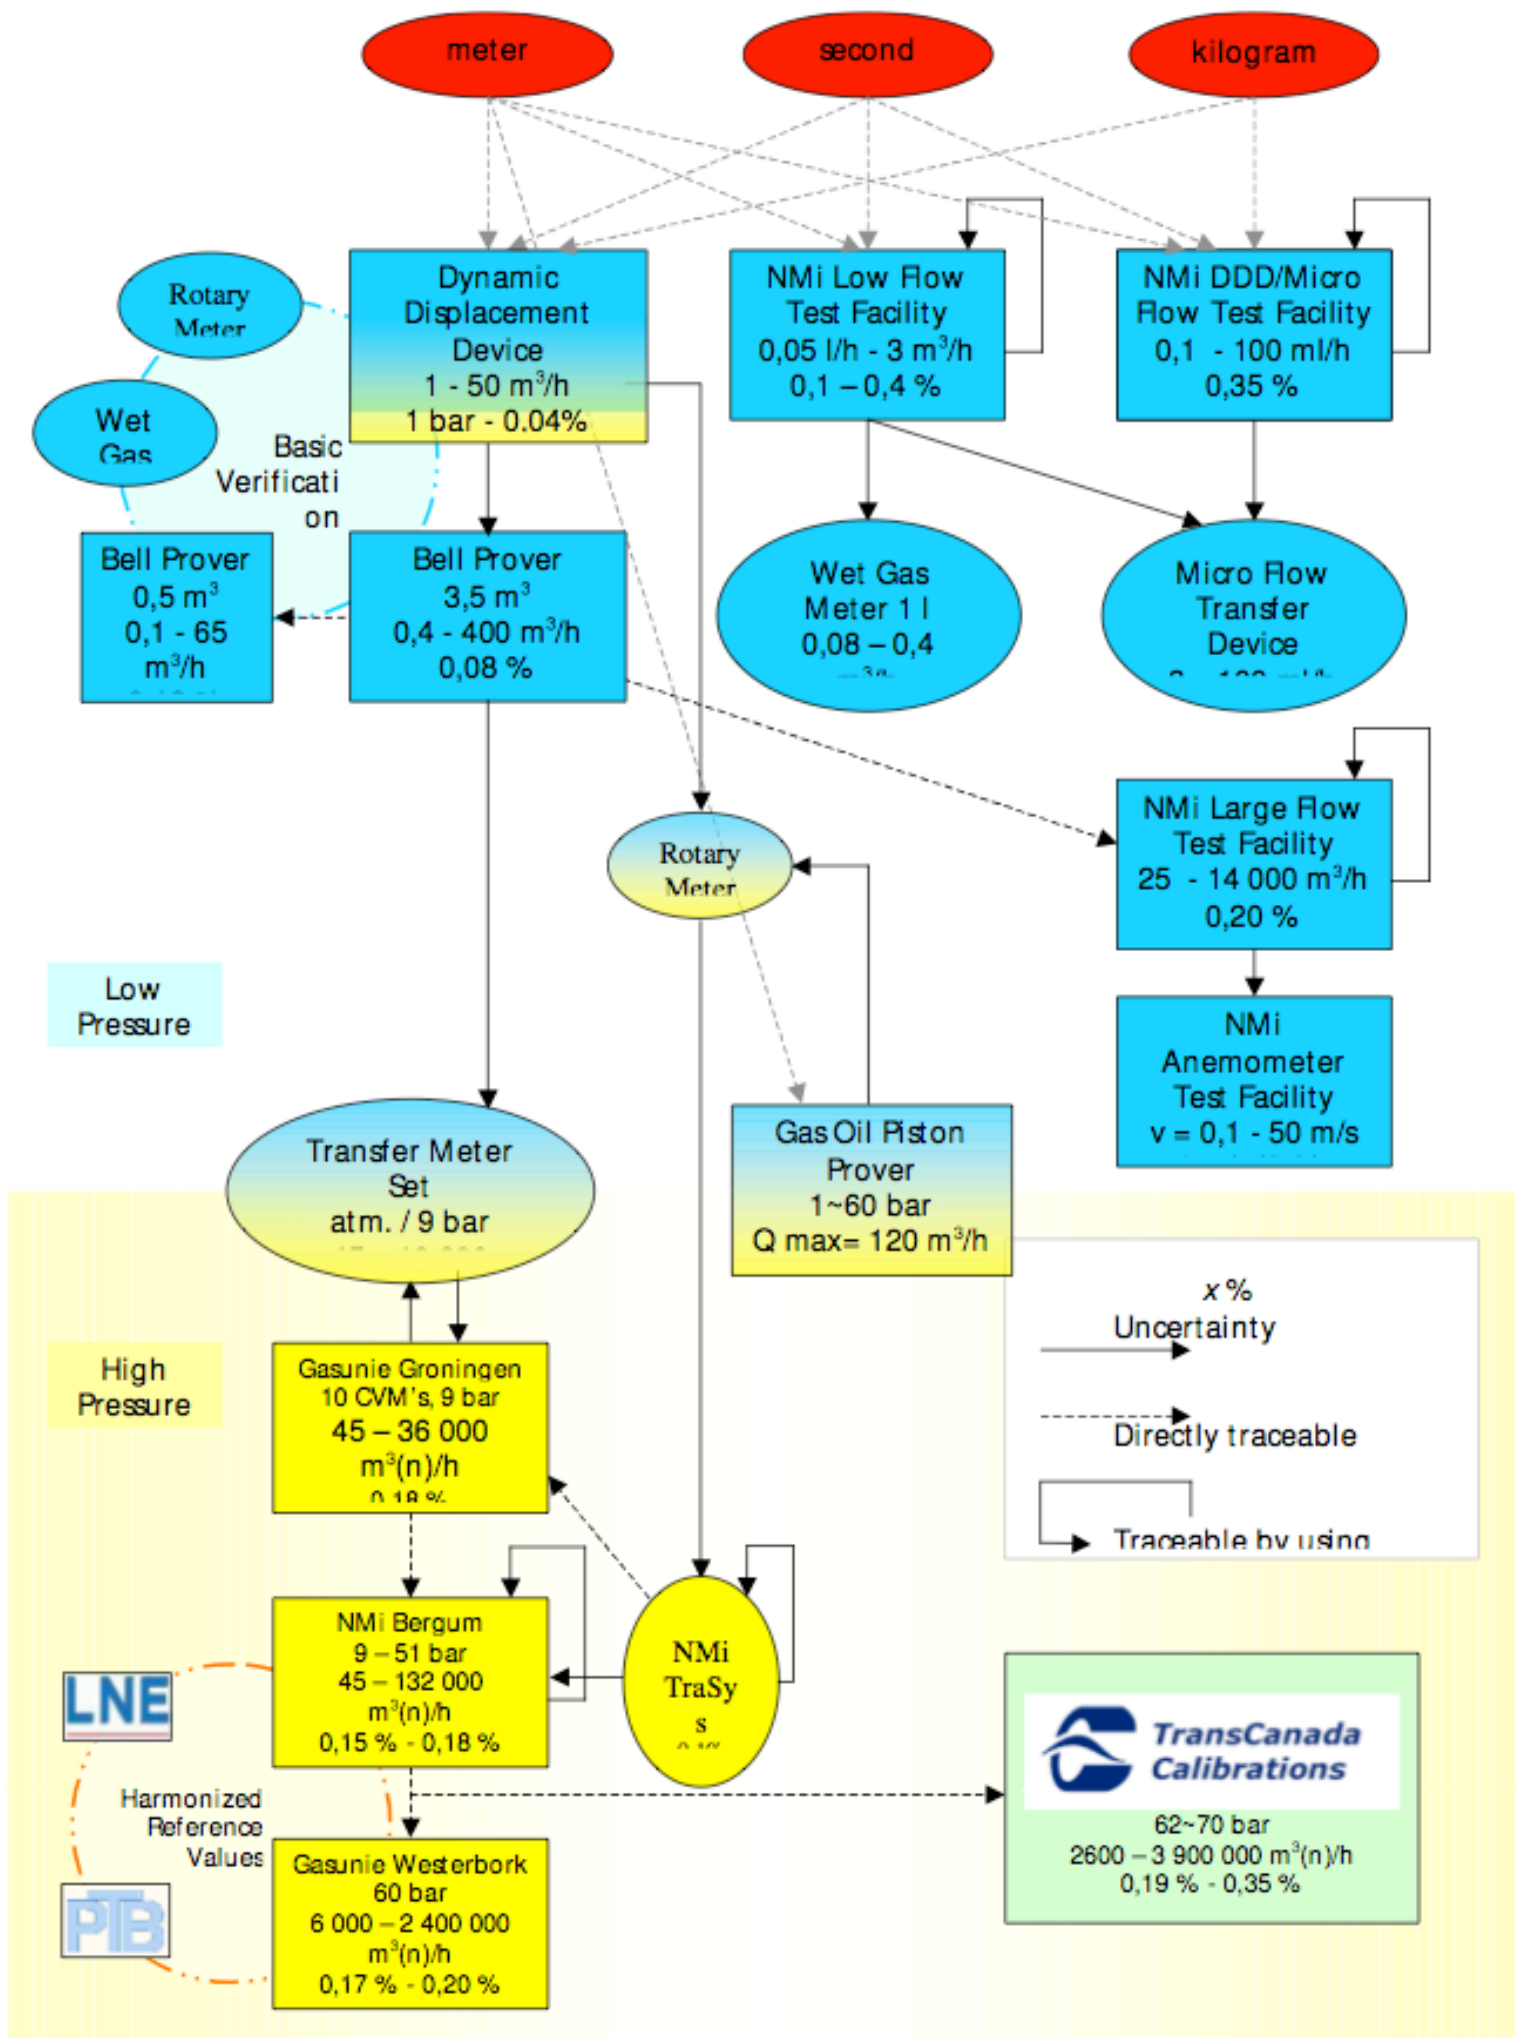 meter
second
kilogram
Rotary
Meter
Wet
Gas
Basic
Verificati
on
Dynamic
Displacement
Device
1 - 50 m³/h
1 bar - 0.04%
NMi Low Flow
Test Facility
0,05 l/h - 3 m³/h
0,1 – 0,4 %
NMi DDD/Micro
Flow Test Facility
0,1 - 100 ml/h
0,35 %
Bell Prover
0,5 m³
0,1 - 65
m³/h
Bell Prover
3,5 m³
0,4 - 400 m³/h
0,08 %
Wet Gas
Meter 1 l
0,08 – 0,4
m³/h
Micro Flow
Transfer
Device
NMi Large Flow
Test Facility
25 - 14 000 m³/h
0,20 %
Rotary
Meter
Low
Pressure
NMi
Anemometer
Test Facility
v = 0,1 - 50 m/s
Transfer Meter
Set
atm. / 9 bar
Gas Oil Piston
Prover
1~60 bar
Q max= 120 m³/h
x %
Uncertainty
Directly traceable
Traceable by using
High
Pressure
Gasunie Groningen
10 CVM's, 9 bar
45 – 36 000
m³(n)/h
0,18 %
NMi Bergum
9 – 51 bar
45 – 132 000
m³(n)/h
0,15 % - 0,18 %
NMi
TraSy
s
LNE
Harmonized
Reference
Values
PTB
Gasunie Westerbork
60 bar
6 000 – 2 400 000
m³(n)/h
0,17 % - 0,20 %
TransCanada
Calibrations
62~70 bar
2600 – 3 900 000 m³(n)/h
0,19 % - 0,35 %